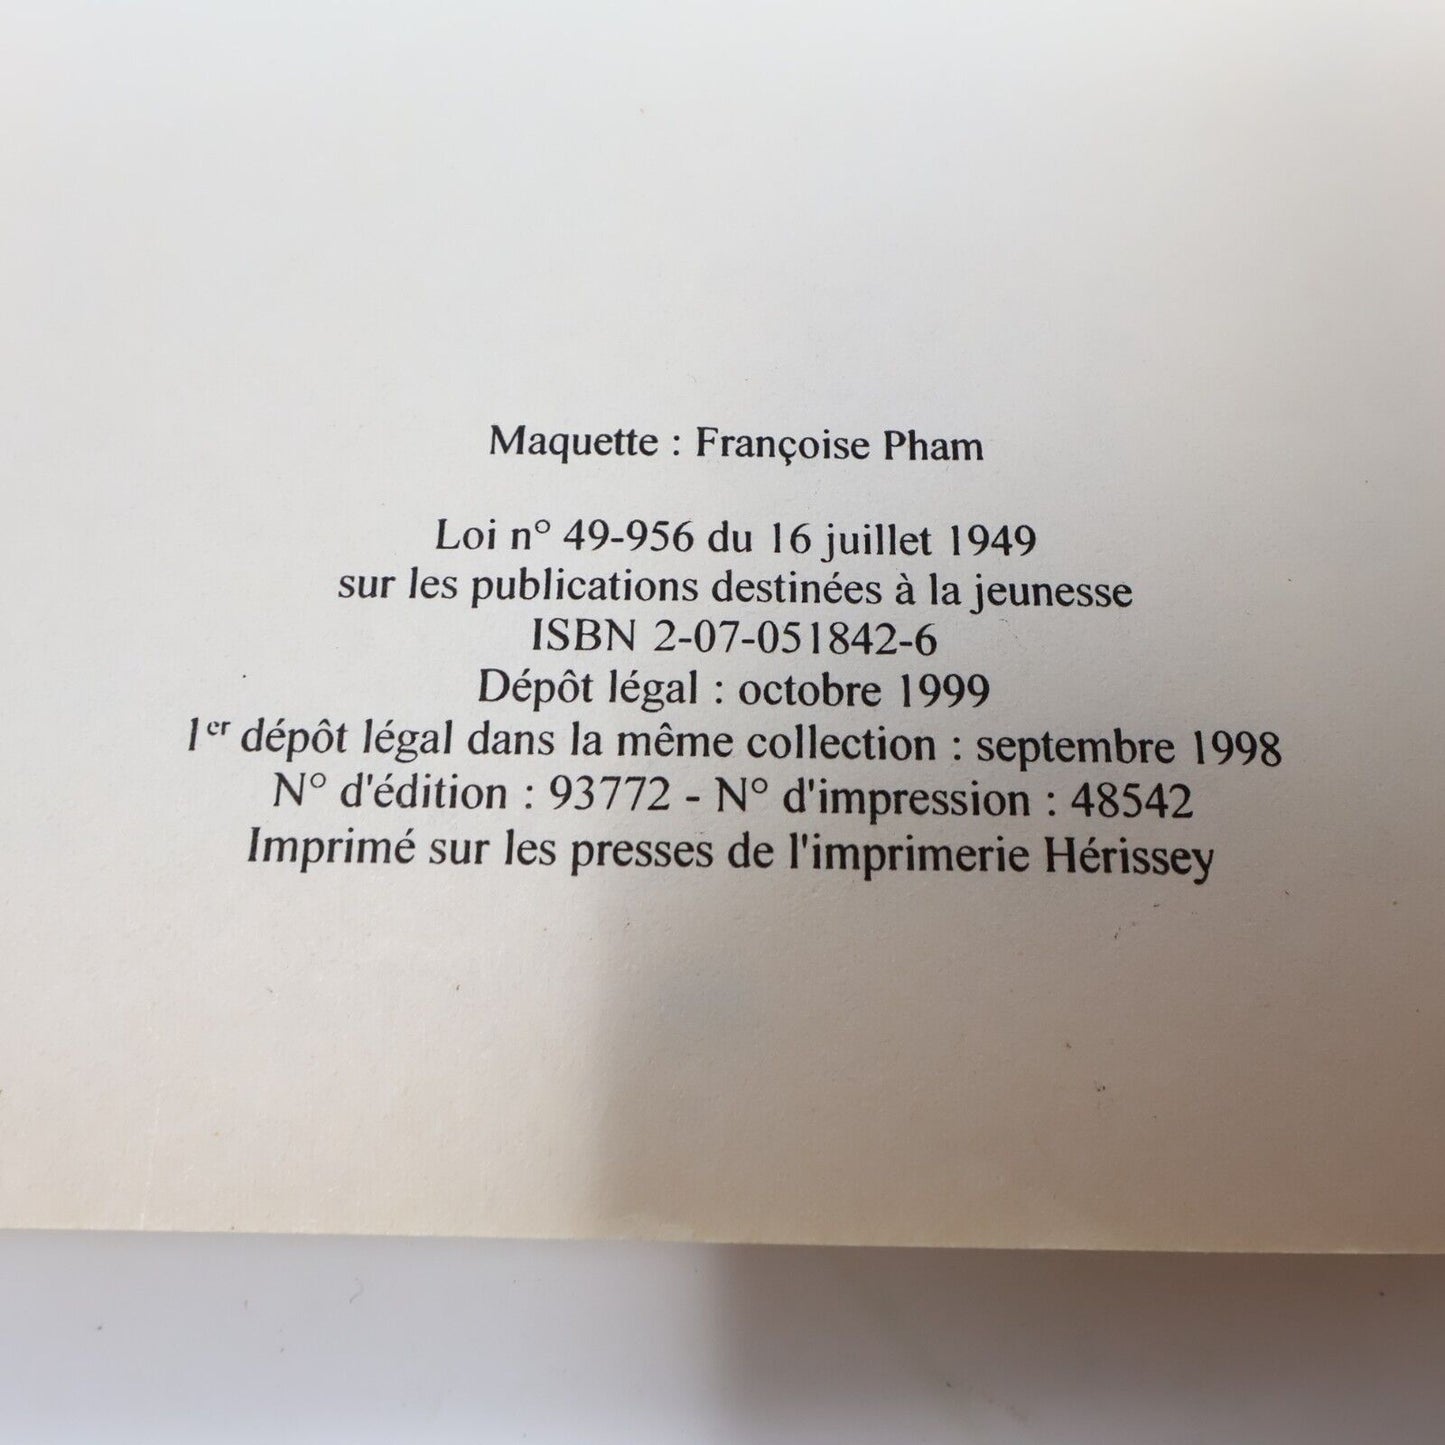 Maquette : Françoise Pham
Loi n° 49-956 du 16 juillet 1949
sur les publications destinées à la jeunesse
ISBN 2-07-051842-6
Dépôt légal : octobre 1999
1er dépôt légal dans la même collection : septembre 1998
N° d'édition : 93772 - N° d'impression : 48542
Imprimé sur les presses de l'imprimerie Hérissey